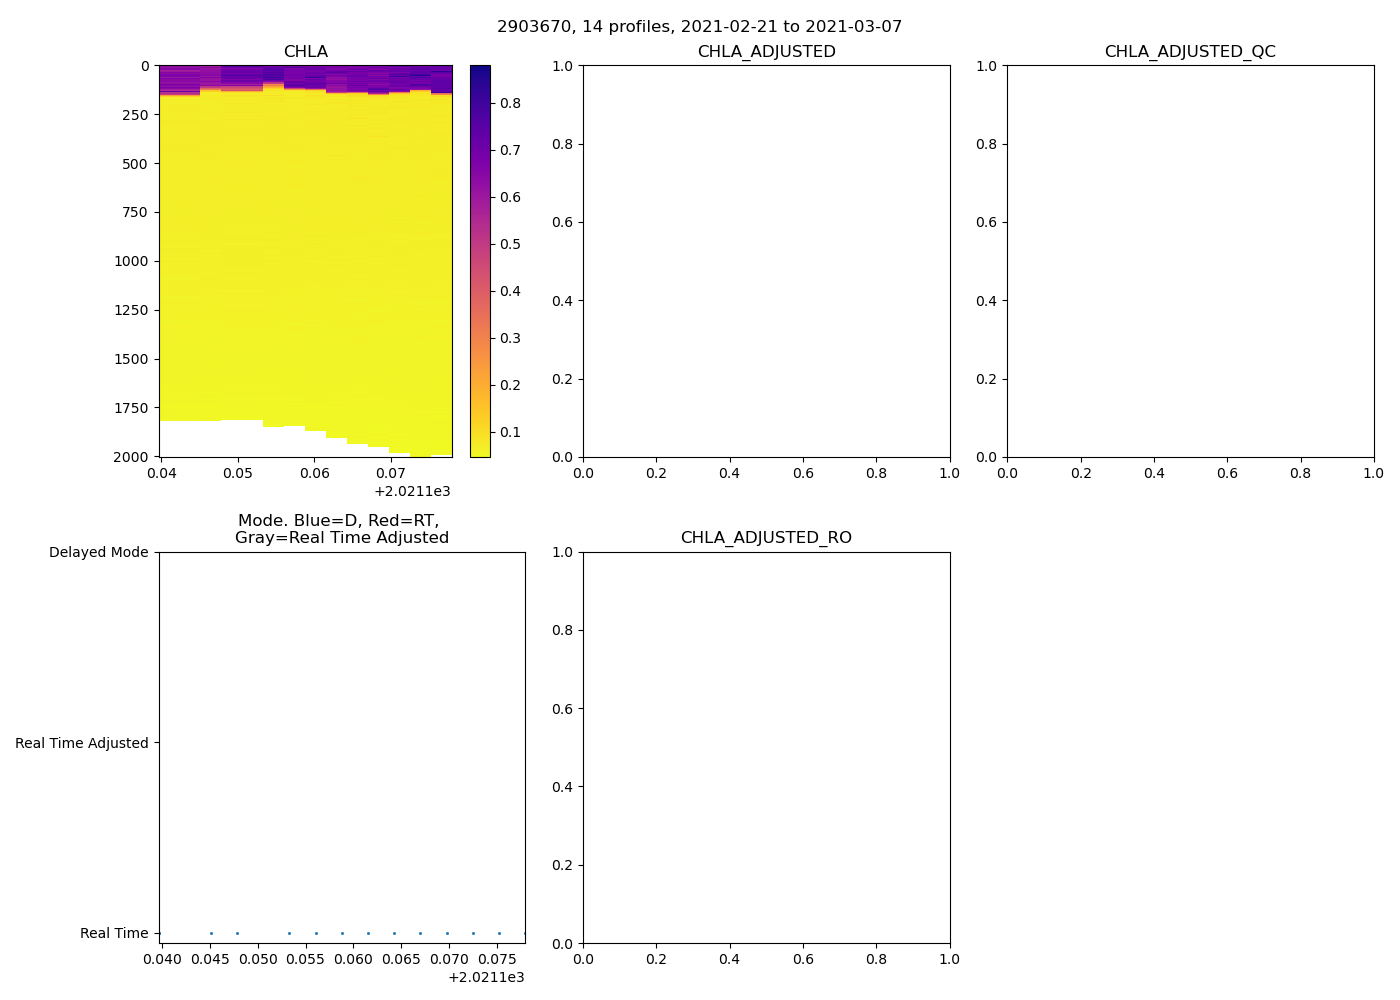 2903670, 14 profiles, 2021-02-21 to 2021-03-07
CHLA
0
250
500
750
1000
1250
1500
1750
2000
0.04 0.05 0.06 0.07
+2.0211e3
0.8
0.7
0.6
0.5
0.4
0.3
0.2
0.1
CHLA_ADJUSTED
1.0
0.8
0.6
0.4
0.2
0.0
0.0 0.2 0.4 0.6 0.8 1.0
CHLA_ADJUSTED_QC
1.0
0.8
0.6
0.4
0.2
0.0
0.0 0.2 0.4 0.6 0.8 1.0
Mode. Blue=D, Red=RT,
Gray=Real Time Adjusted
Delayed Mode
Real Time Adjusted
Real Time
0.040 0.045 0.050 0.055 0.060 0.065 0.070 0.075
+2.0211e3
CHLA_ADJUSTED_RO
1.0
0.8
0.6
0.4
0.2
0.0
0.0 0.2 0.4 0.6 0.8 1.0